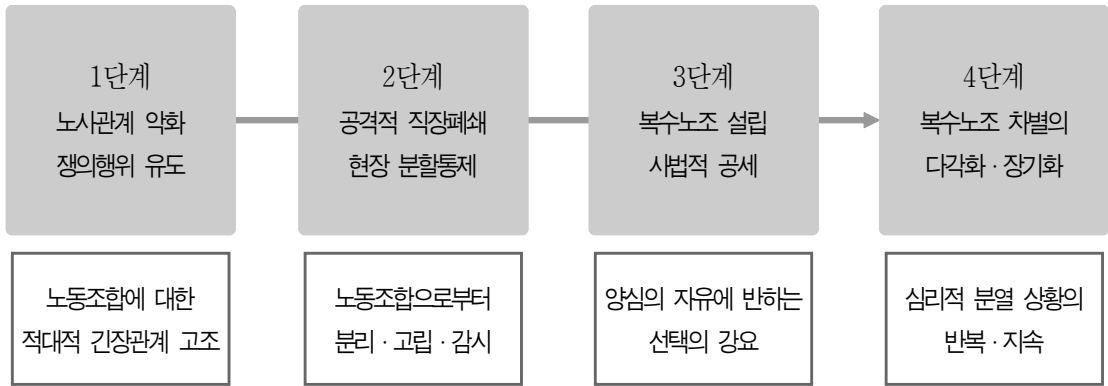 1단계
노사관계 악화
쟁의행위 유도
2단계
공격적 직장폐쇄
현장 분할통제
3단계
복수노조 설립
사법적 공세
4단계
복수노조 차별의
다각화·장기화
노동조합에 대한
적대적 긴장관계 고조
노동조합으로부터
분리·고립·감시
양심의 자유에 반하는
선택의 강요
심리적 분열 상황의
반복·지속